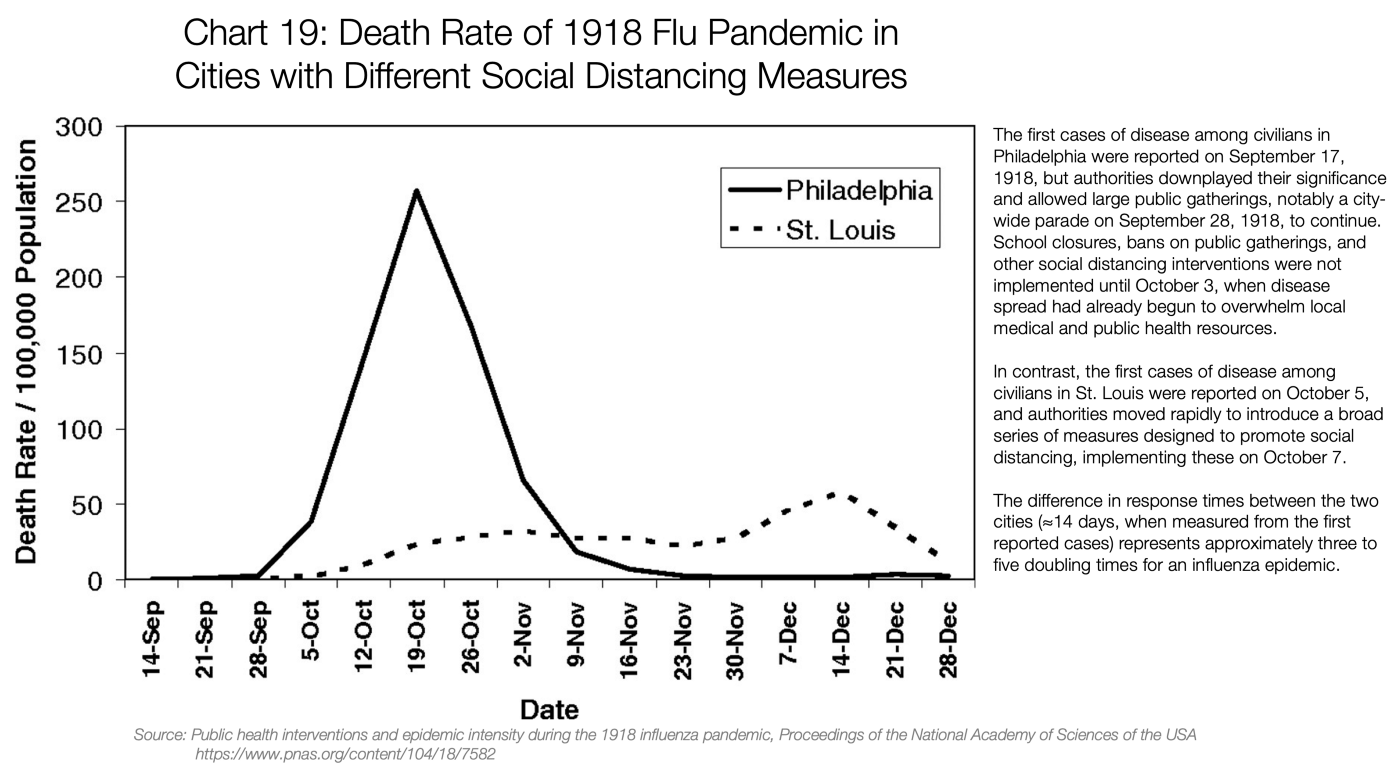 Chart 19: Death Rate of 1918 Flu Pandemic in
Cities with Different Social Distancing Measures
Death Rate / 100,000 Population
300
250
200
150
100
50
0
Philadelphia
St. Louis
14-Sep
21-Sep
28-Sep
5-Oct
12-Oct
19-Oct
26-Oct
2-Nov
9-Nov
16-Nov
23-Nov
30-Nov
7-Dec
14-Dec
21-Dec
28-Dec
Date
The first cases of disease among civilians in
Philadelphia were reported on September 17,
1918, but authorities downplayed their significance
and allowed large public gatherings, notably a city-
wide parade on September 28, 1918, to continue.
School closures, bans on public gatherings, and
other social distancing interventions were not
implemented until October 3, when disease
spread had already begun to overwhelm local
medical and public health resources.
In contrast, the first cases of disease among
civilians in St. Louis were reported on October 5,
and authorities moved rapidly to introduce a broad
series of measures designed to promote social
distancing, implementing these on October 7.
The difference in response times between the two
cities (≈14 days, when measured from the first
reported cases) represents approximately three to
five doubling times for an influenza epidemic.
Source: Public health interventions and epidemic intensity during the 1918 influenza pandemic, Proceedings of the National Academy of Sciences of the USA
https://www.pnas.org/content/104/18/7582